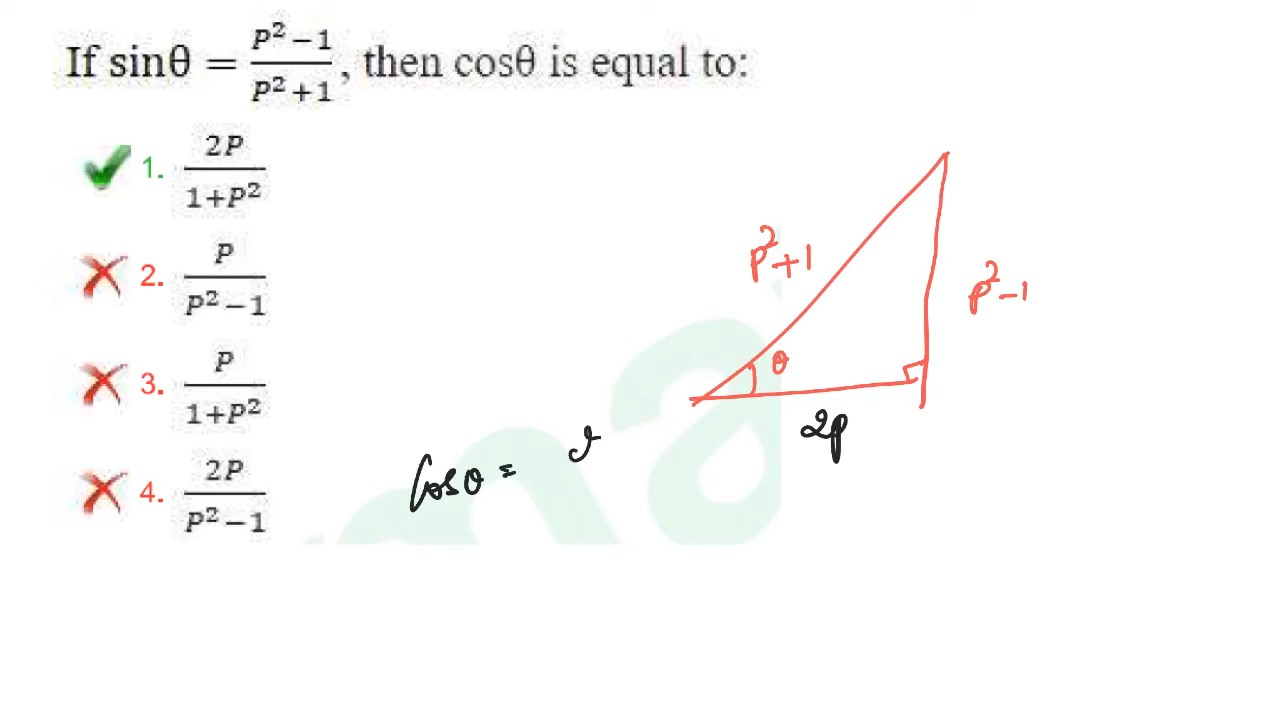 If sinθ = (P² − 1)/(P² + 1), then cosθ is equal to:
1. 2P/(1+P²)
2. P/(P² − 1)
3. P/(1+P²)
4. 2P/(P² − 1)
p²+1
p²−1
θ
2p
Cosθ =